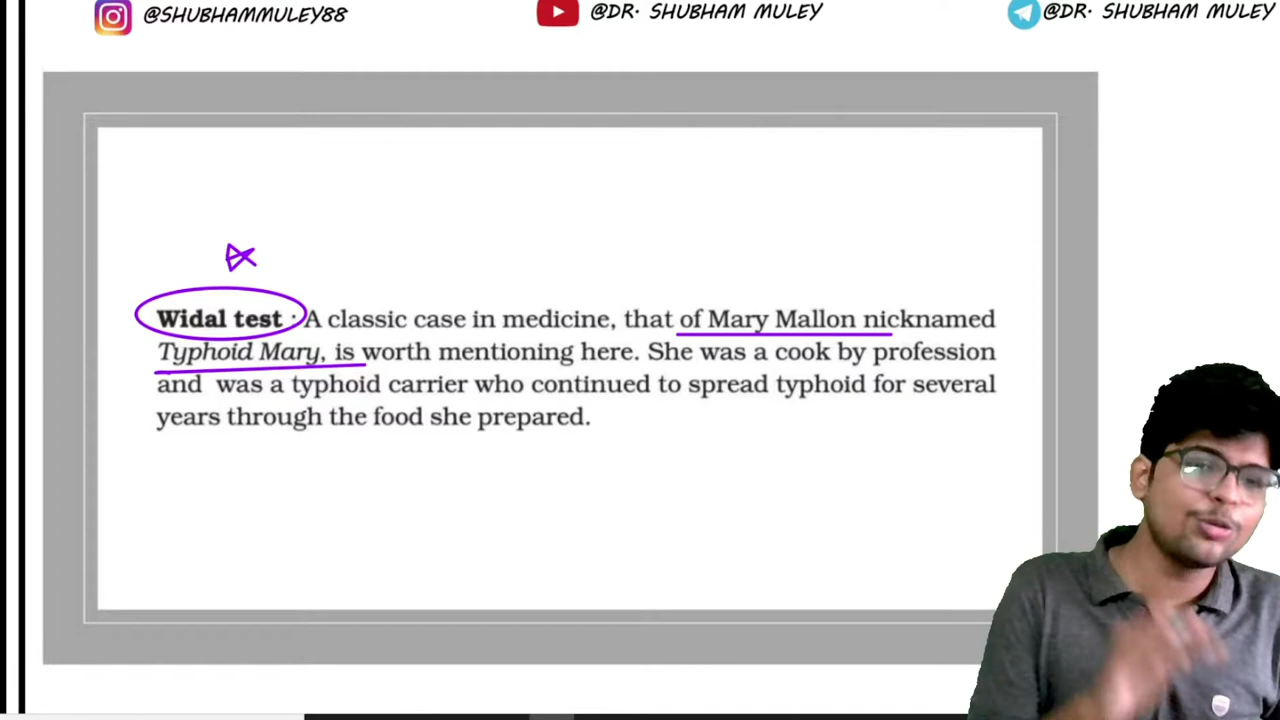 @SHUBHAMMULEY88 @DR. SHUBHAM MULEY @DR. SHUBHAM MULEY
Widal test : A classic case in medicine, that of Mary Mallon nicknamed
Typhoid Mary, is worth mentioning here. She was a cook by profession
and was a typhoid carrier who continued to spread typhoid for several
years through the food she prepared.